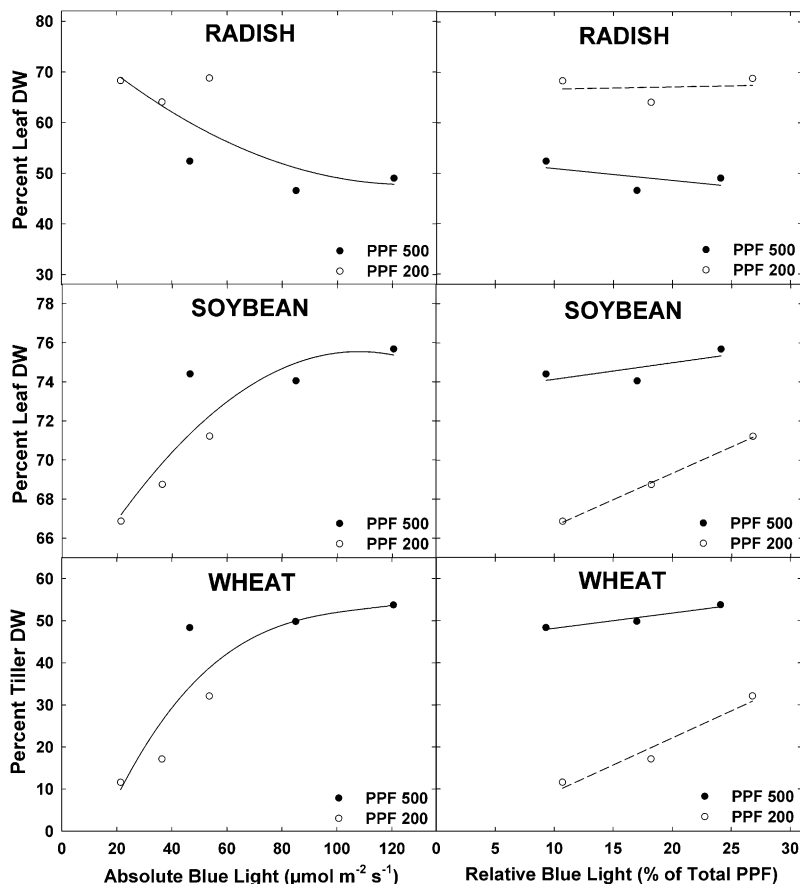 RADISH
Percent Leaf DW
80
70
60
50
40
30
PPF 500
PPF 200
RADISH
PPF 500
PPF 200
SOYBEAN
Percent Leaf DW
78
76
74
72
70
68
66
PPF 500
PPF 200
SOYBEAN
PPF 500
PPF 200
WHEAT
Percent Tiller DW
60
50
40
30
20
10
0
PPF 500
PPF 200
0 20 40 60 80 100 120
Absolute Blue Light (µmol m⁻² s⁻¹)
WHEAT
PPF 500
PPF 200
0 5 10 15 20 25 30
Relative Blue Light (% of Total PPF)